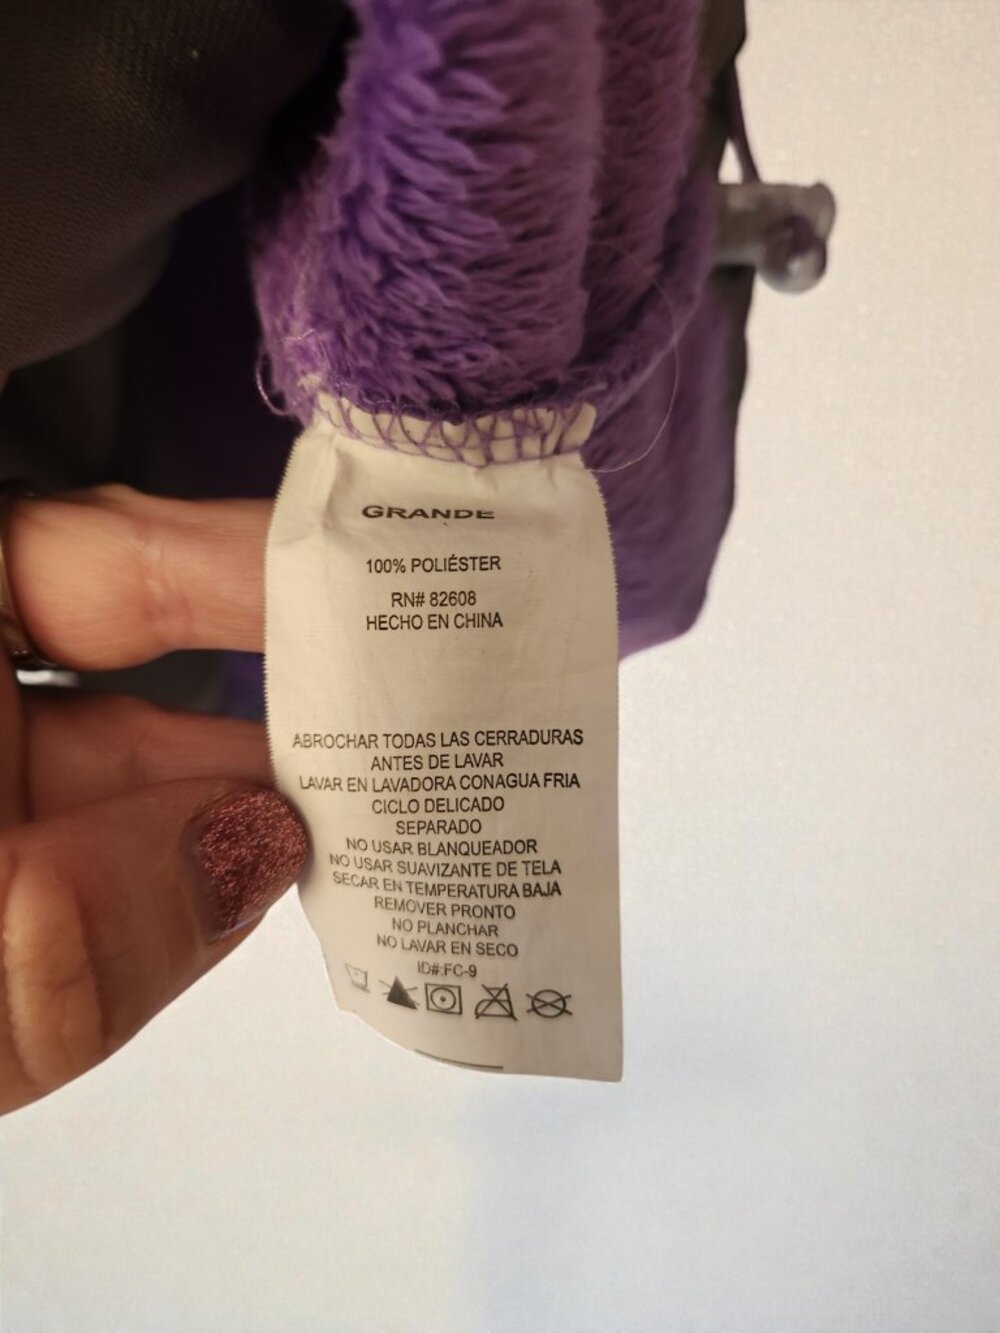 GRANDE
100% POLIÉSTER
RN# 82608
HECHO EN CHINA
ABROCHAR TODAS LAS CERRADURAS
ANTES DE LAVAR
LAVAR EN LAVADORA CONAGUA FRIA
CICLO DELICADO
SEPARADO
NO USAR BLANQUEADOR
NO USAR SUAVIZANTE DE TELA
SECAR EN TEMPERATURA BAJA
REMOVER PRONTO
NO PLANCHAR
NO LAVAR EN SECO
ID#:FC-9